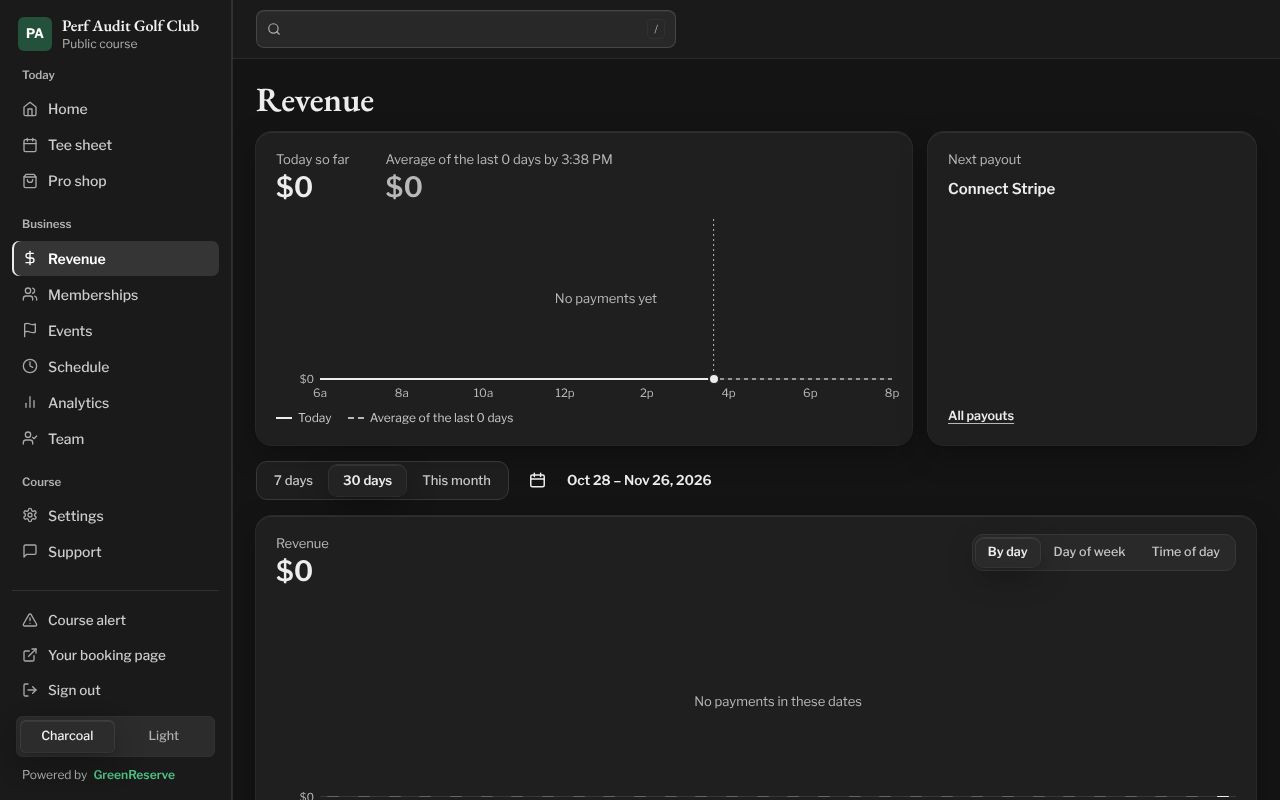 PA
Perf Audit Golf Club
Public course
Today
Home
Tee sheet
Pro shop
Business
Revenue
Memberships
Events
Schedule
Analytics
Team
Course
Settings
Support
Course alert
Your booking page
Sign out
Charcoal Light
Powered by GreenReserve
/
Revenue
Today so far
$0
Average of the last 0 days by 3:38 PM
$0
No payments yet
$0
6a 8a 10a 12p 2p 4p 6p 8p
Today Average of the last 0 days
Next payout
Connect Stripe
All payouts
7 days 30 days This month Oct 28 – Nov 26, 2026
Revenue
$0
By day Day of week Time of day
No payments in these dates
$0